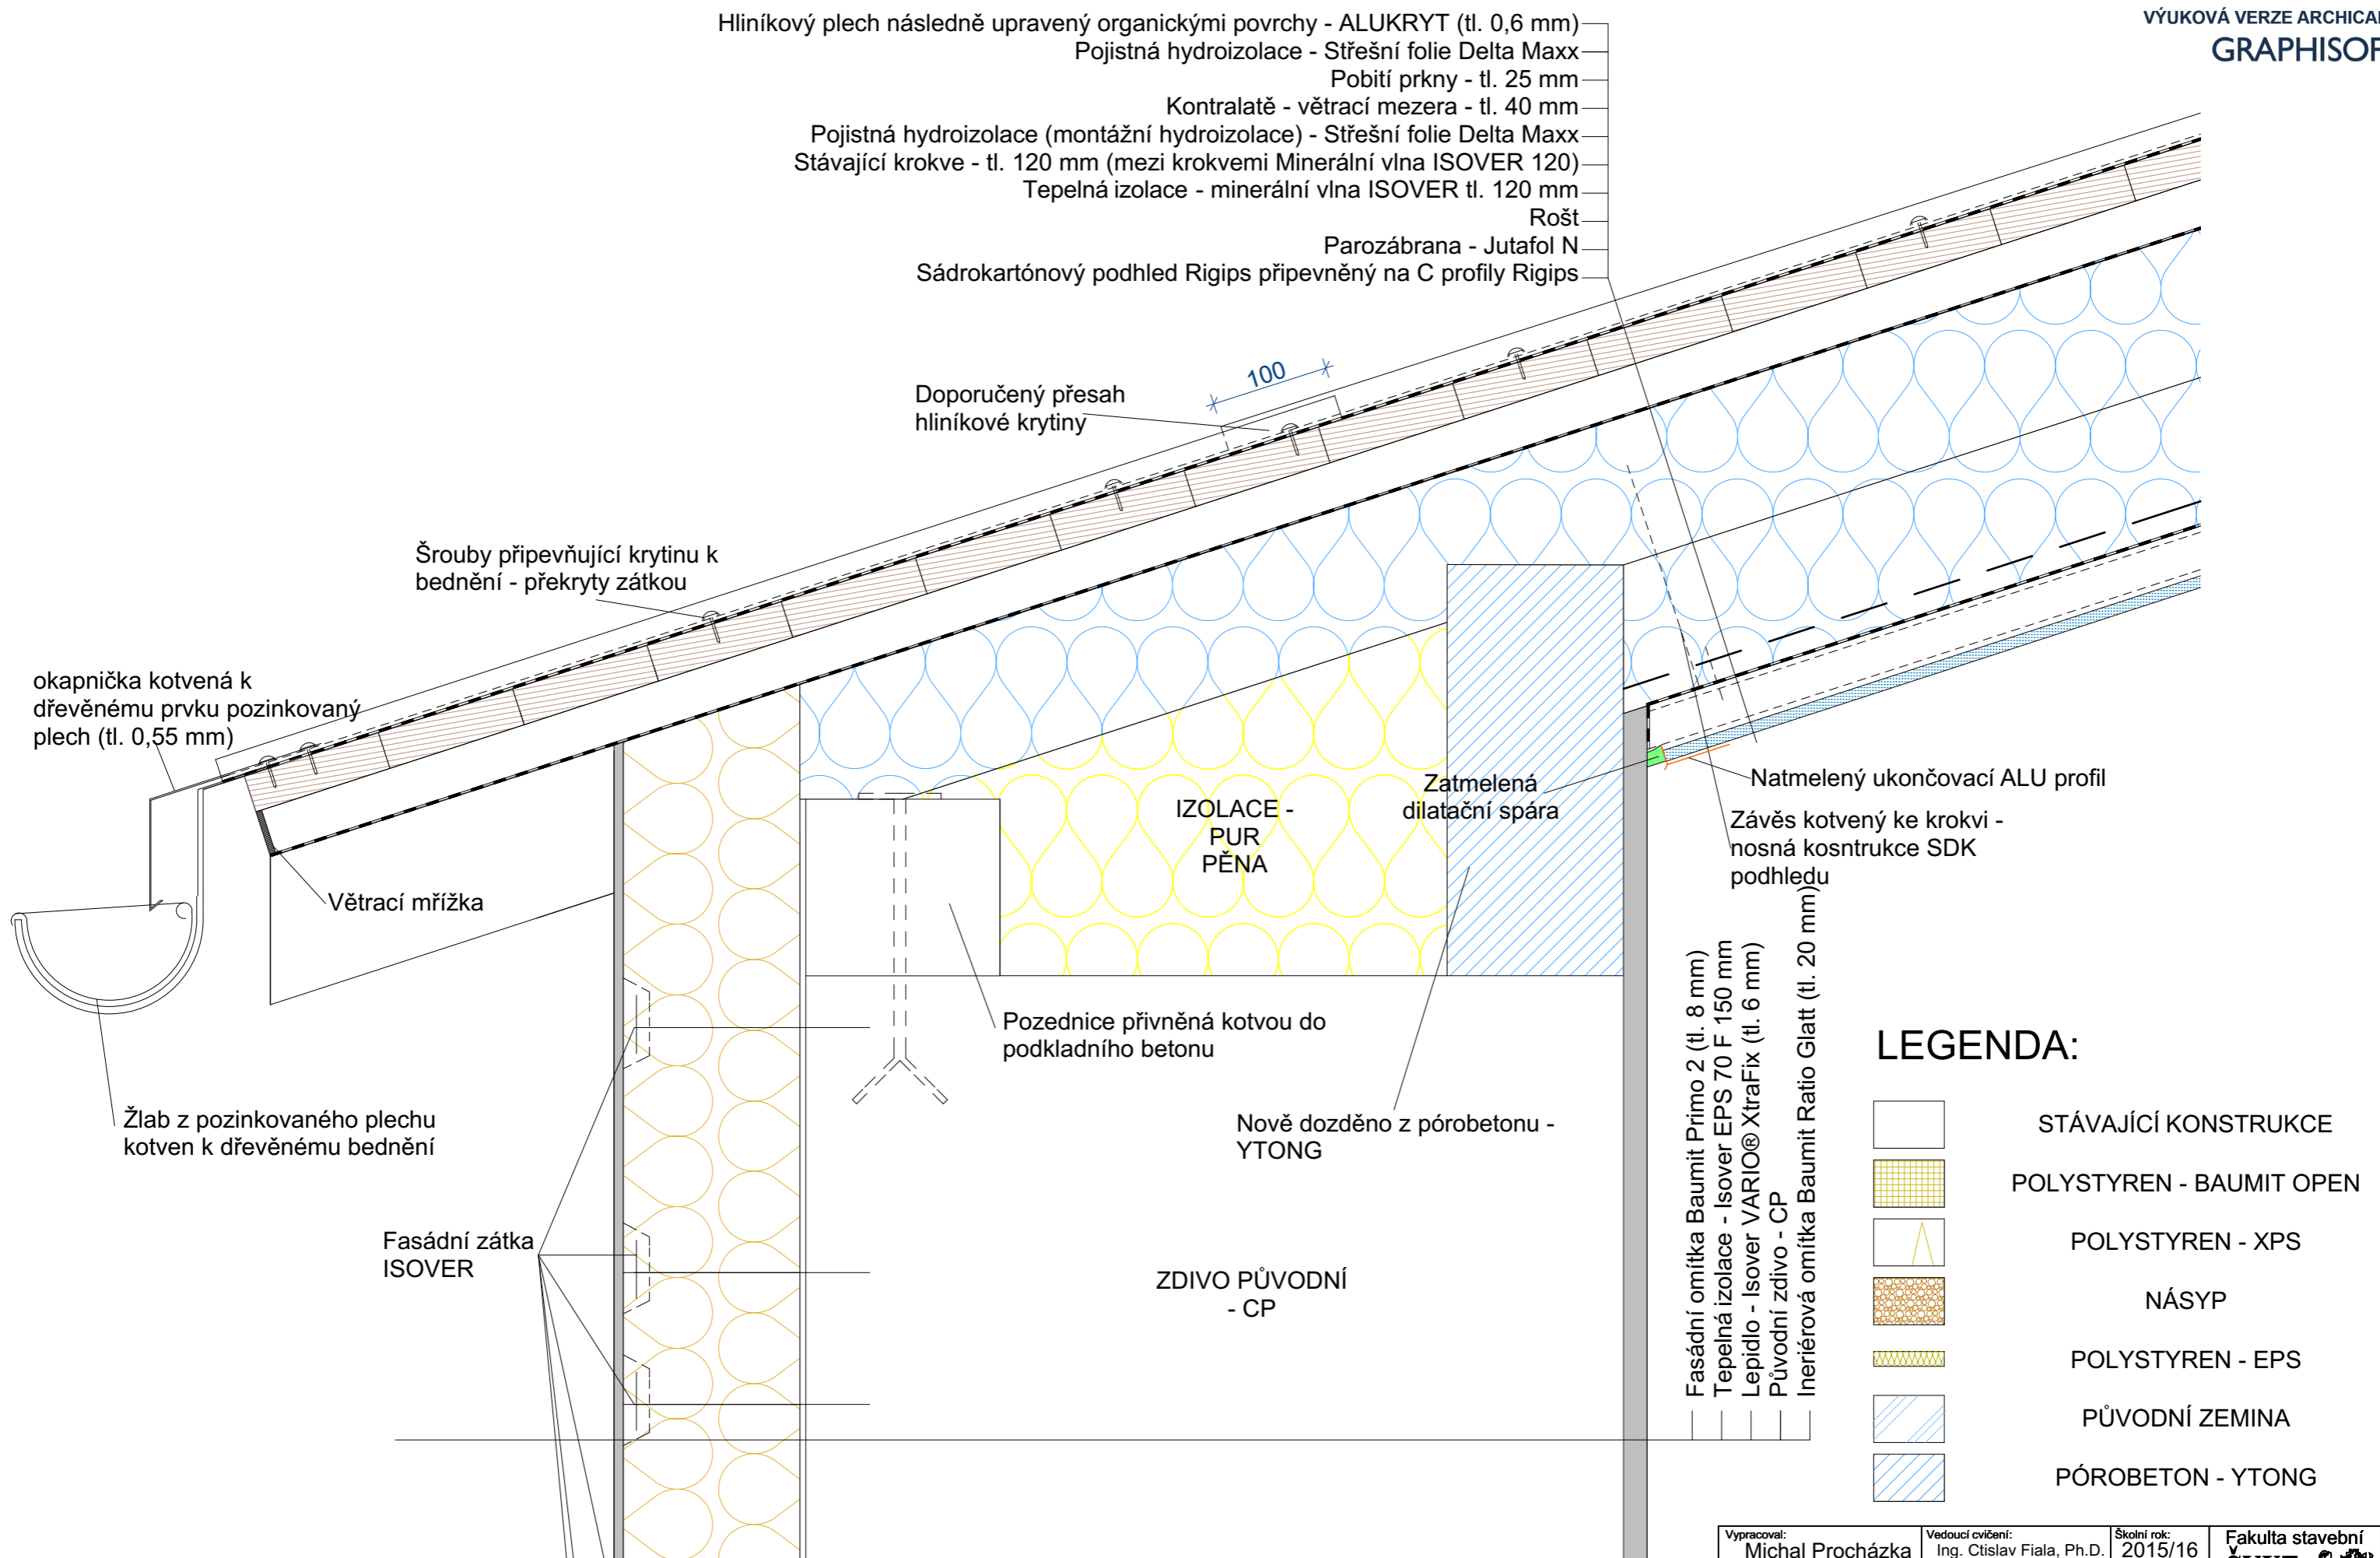 VÝUKOVÁ VERZE ARCHICAD
Hliníkový plech následně upravený organickými povrchy - ALUKRYT (tl. 0,6 mm)
Pojistná hydroizolace - Střešní folie Delta Maxx
Pobití prkny - tl. 25 mm
Kontralatě - větrací mezera - tl. 40 mm
Pojistná hydroizolace (montážní hydroizolace) - Střešní folie Delta Maxx
Stávající krokve - tl. 120 mm (mezi krokvemi Minerální vlna ISOVER 120)
Tepelná izolace - minerální vlna ISOVER tl. 120 mm
Rošt
Parozábrana - Jutafol N
Sádrokartónový podhled Rigips připevněný na C profily Rigips
100
Doporučený přesah
hliníkové krytiny
Šrouby připevňující krytinu k
bednění - překryty zátkou
okapnička kotvená k
dřevěnému prvku pozinkovaný
plech (tl. 0,55 mm)
Větrací mřížka
Žlab z pozinkovaného plechu
kotven k dřevěnému bednění
Fasádní zátka
ISOVER
IZOLACE -
PUR
PĚNA
Zatmelená
dilatační spára
Natmelený ukončovací ALU profil
Závěs kotvený ke krokvi -
nosná kosntrukce SDK
podhledu
Pozednice přivněná kotvou do
podkladního betonu
Nově dozděno z pórobetonu -
YTONG
ZDIVO PŮVODNÍ
- CP
Fasádní omítka Baumit Primo 2 (tl. 8 mm)
Tepelná izolace - Isover EPS 70 F 150 mm
Lepidlo - Isover VARIO® XtraFix (tl. 6 mm)
Původní zdivo - CP
Ineriérová omítka Baumit Ratio Glatt (tl. 20 mm)
LEGENDA:
STÁVAJÍCÍ KONSTRUKCE
POLYSTYREN - BAUMIT OPEN
POLYSTYREN - XPS
NÁSYP
POLYSTYREN - EPS
PŮVODNÍ ZEMINA
PÓROBETON - YTONG
Vypracoval:
Michal Procházka
Vedoucí cvičení:
Ing. Ctislav Fiala, Ph.D.
Školní rok:
2015/16
Fakulta stavební